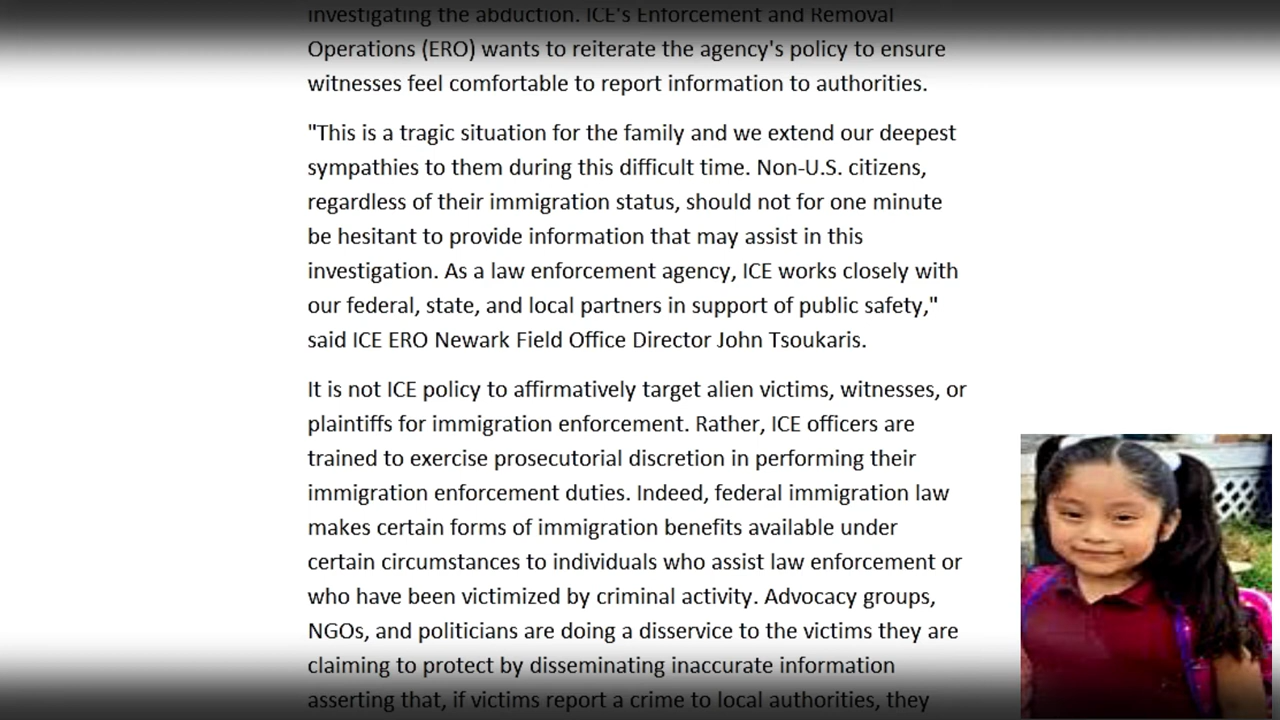 investigating the abduction. ICE's Enforcement and Removal
Operations (ERO) wants to reiterate the agency's policy to ensure
witnesses feel comfortable to report information to authorities.
"This is a tragic situation for the family and we extend our deepest
sympathies to them during this difficult time. Non-U.S. citizens,
regardless of their immigration status, should not for one minute
be hesitant to provide information that may assist in this
investigation. As a law enforcement agency, ICE works closely with
our federal, state, and local partners in support of public safety,"
said ICE ERO Newark Field Office Director John Tsoukaris.
It is not ICE policy to affirmatively target alien victims, witnesses, or
plaintiffs for immigration enforcement. Rather, ICE officers are
trained to exercise prosecutorial discretion in performing their
immigration enforcement duties. Indeed, federal immigration law
makes certain forms of immigration benefits available under
certain circumstances to individuals who assist law enforcement or
who have been victimized by criminal activity. Advocacy groups,
NGOs, and politicians are doing a disservice to the victims they are
claiming to protect by disseminating inaccurate information
asserting that, if victims report a crime to local authorities, they